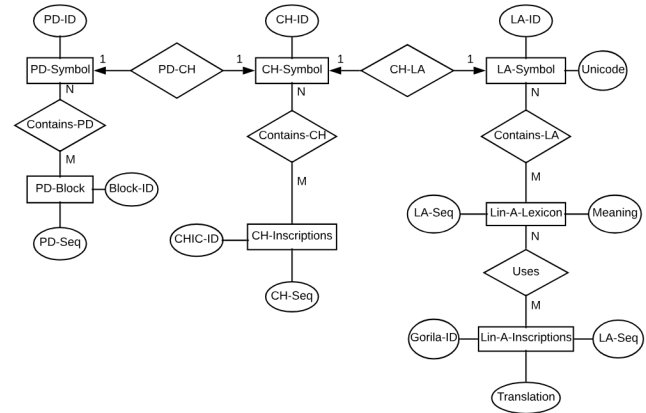 PD-ID
CH-ID
LA-ID
PD-Symbol
1
PD-CH
1
CH-Symbol
1
CH-LA
1
LA-Symbol
Unicode
N
N
N
Contains-PD
Contains-CH
Contains-LA
M
M
M
PD-Block
Block-ID
LA-Seq
Lin-A-Lexicon
Meaning
PD-Seq
CHIC-ID
CH-Inscriptions
N
Uses
CH-Seq
M
Gorila-ID
Lin-A-Inscriptions
LA-Seq
Translation